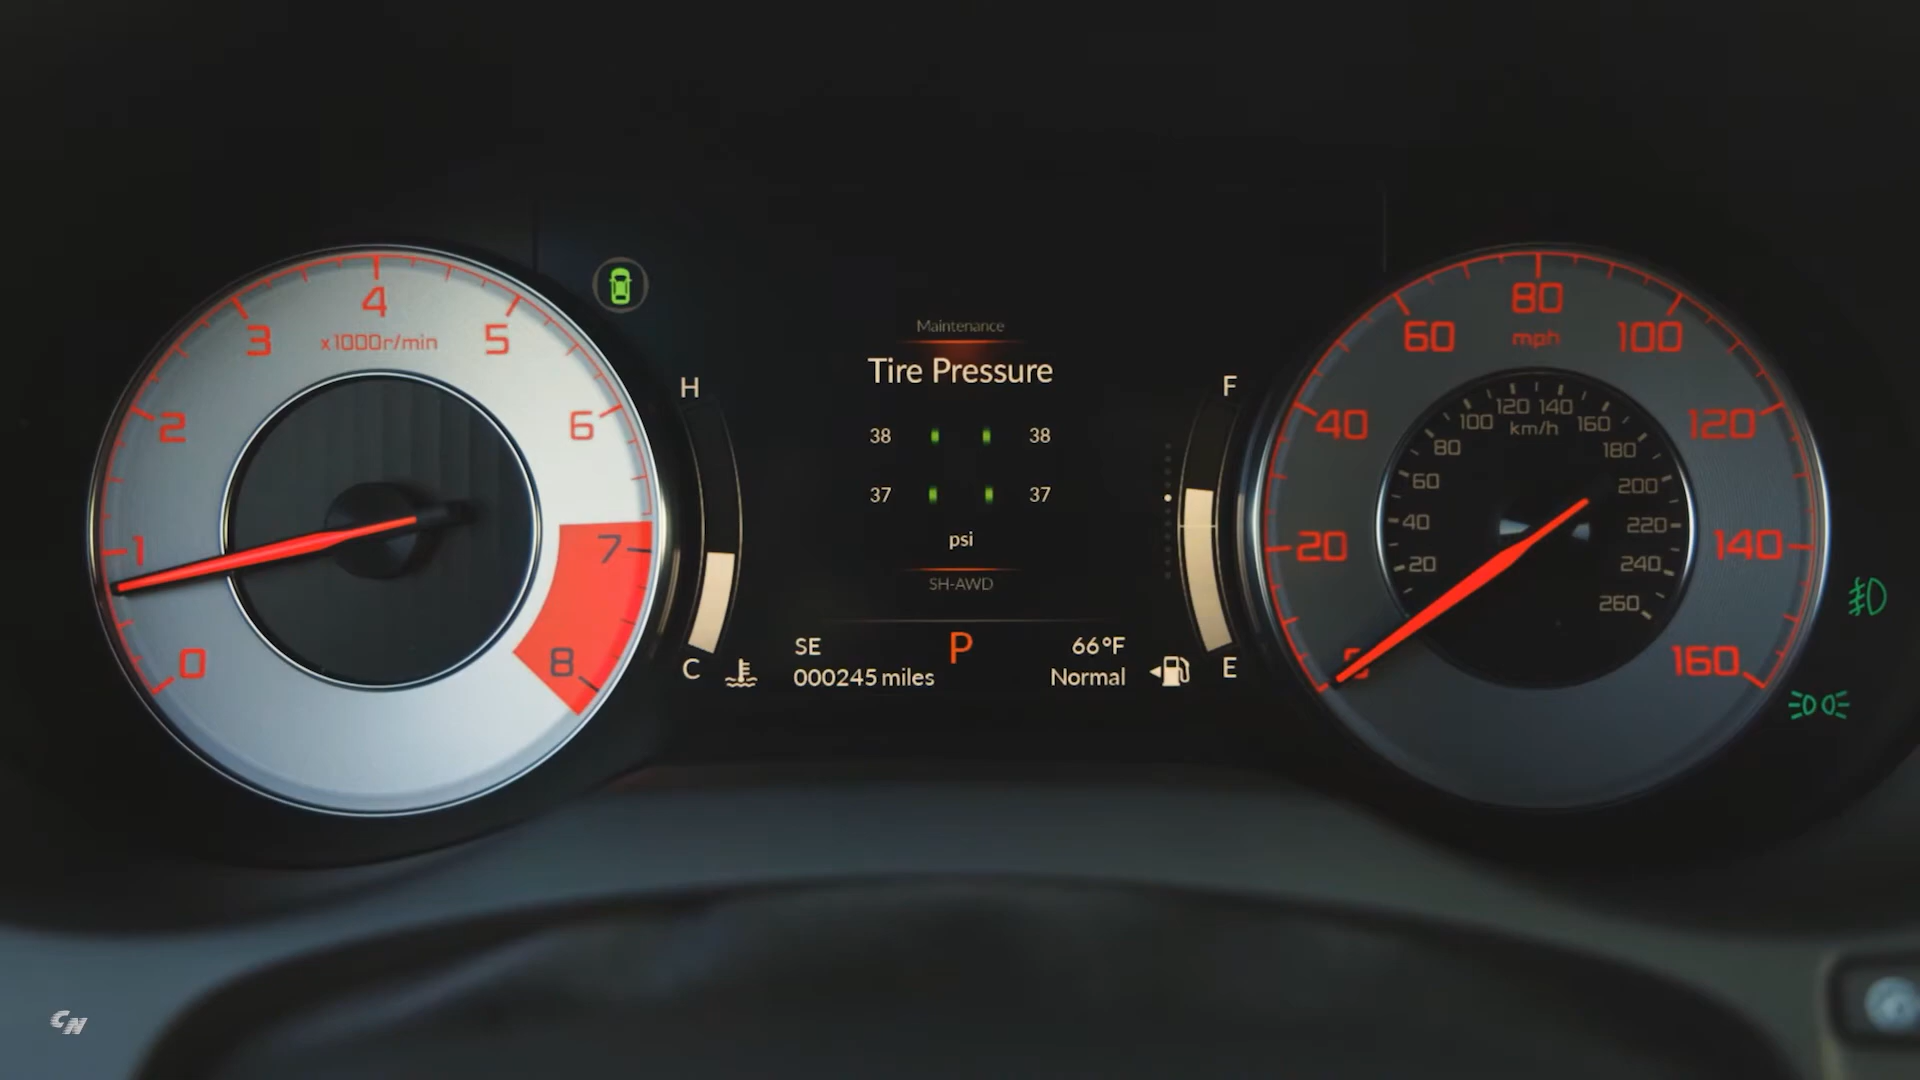 0
1
2
3
4
5
6
7
8
x1000r/min
H
C
Maintenance
Tire Pressure
38 38
37 37
psi
SH-AWD
SE P 66°F
000245 miles Normal
F
E
20
40
60
80
100
120
140
160
mph
20
40
60
80
100
120
140
160
180
200
220
240
260
km/h
CN